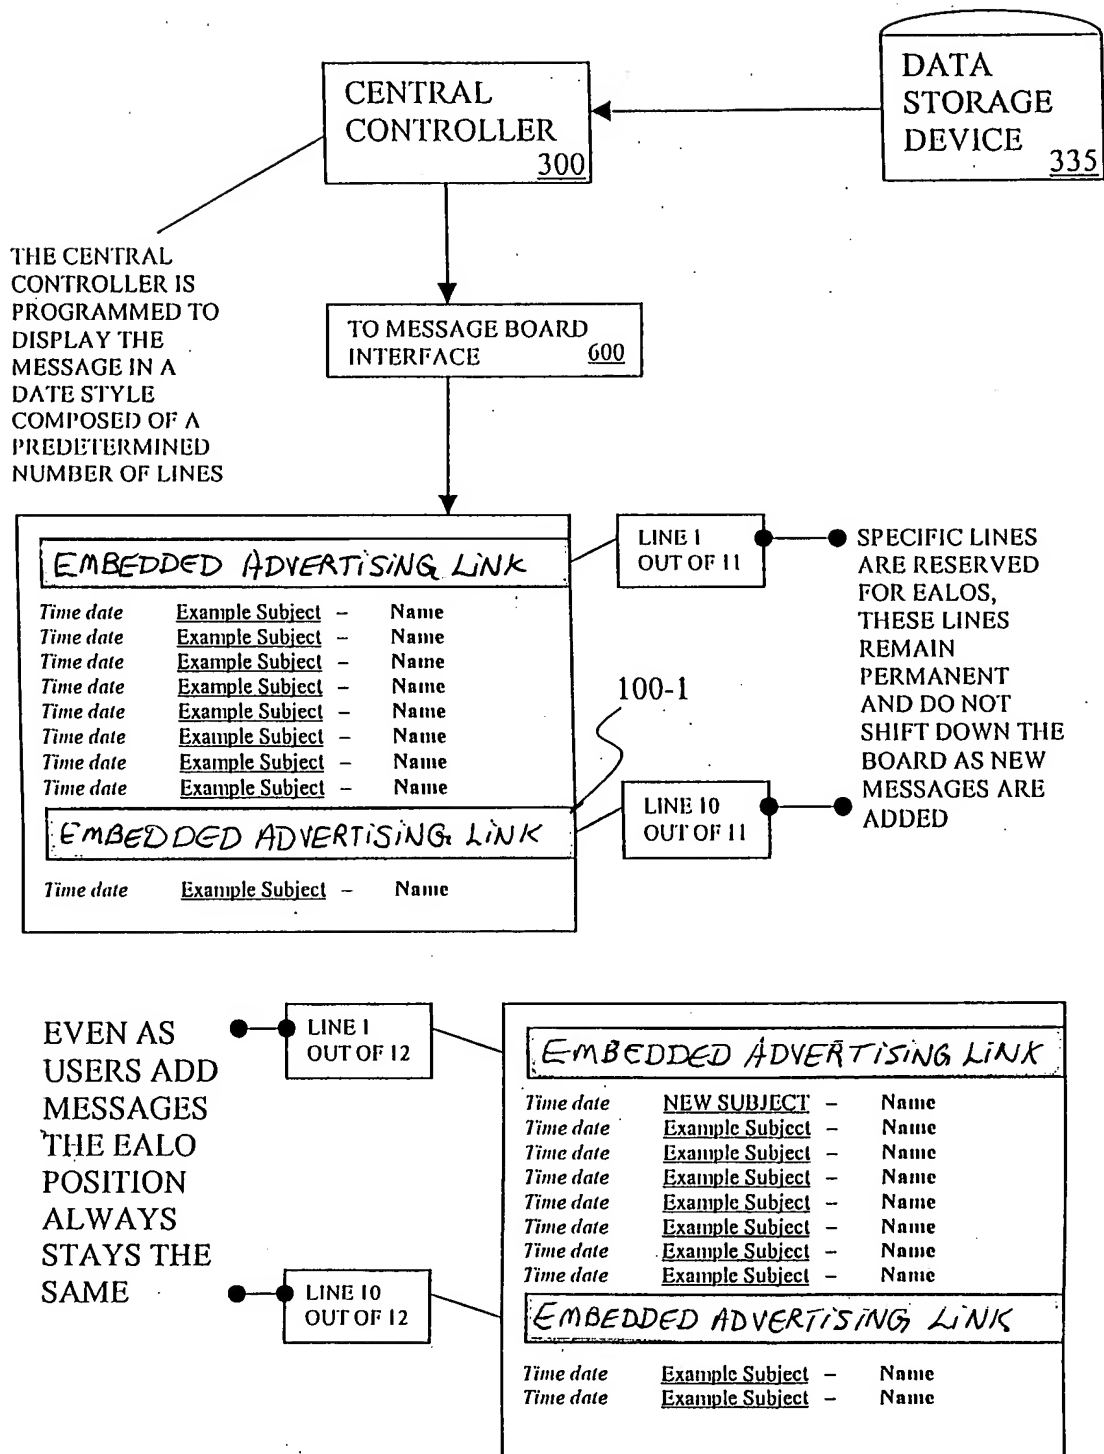 CENTRAL
CONTROLLER
300
DATA
STORAGE
DEVICE
335
THE CENTRAL
CONTROLLER IS
PROGRAMMED TO
DISPLAY THE
MESSAGE IN A
DATE STYLE
COMPOSED OF A
PREDETERMINED
NUMBER OF LINES
TO MESSAGE BOARD
INTERFACE 600
EMBEDDED ADVERTISING LINK
Time date Example Subject – Name
Time date Example Subject – Name
Time date Example Subject – Name
Time date Example Subject – Name
Time date Example Subject – Name
Time date Example Subject – Name
Time date Example Subject – Name
Time date Example Subject – Name
EMBEDDED ADVERTISING LINK
Time date Example Subject – Name
LINE 1
OUT OF 11
100-1
LINE 10
OUT OF 11
SPECIFIC LINES
ARE RESERVED
FOR EALOS,
THESE LINES
REMAIN
PERMANENT
AND DO NOT
SHIFT DOWN THE
BOARD AS NEW
MESSAGES ARE
ADDED
EVEN AS
USERS ADD
MESSAGES
THE EALO
POSITION
ALWAYS
STAYS THE
SAME
LINE 1
OUT OF 12
LINE 10
OUT OF 12
EMBEDDED ADVERTISING LINK
Time date NEW SUBJECT – Name
Time date Example Subject – Name
Time date Example Subject – Name
Time date Example Subject – Name
Time date Example Subject – Name
Time date Example Subject – Name
Time date Example Subject – Name
Time date Example Subject – Name
EMBEDDED ADVERTISING LINK
Time date Example Subject – Name
Time date Example Subject – Name